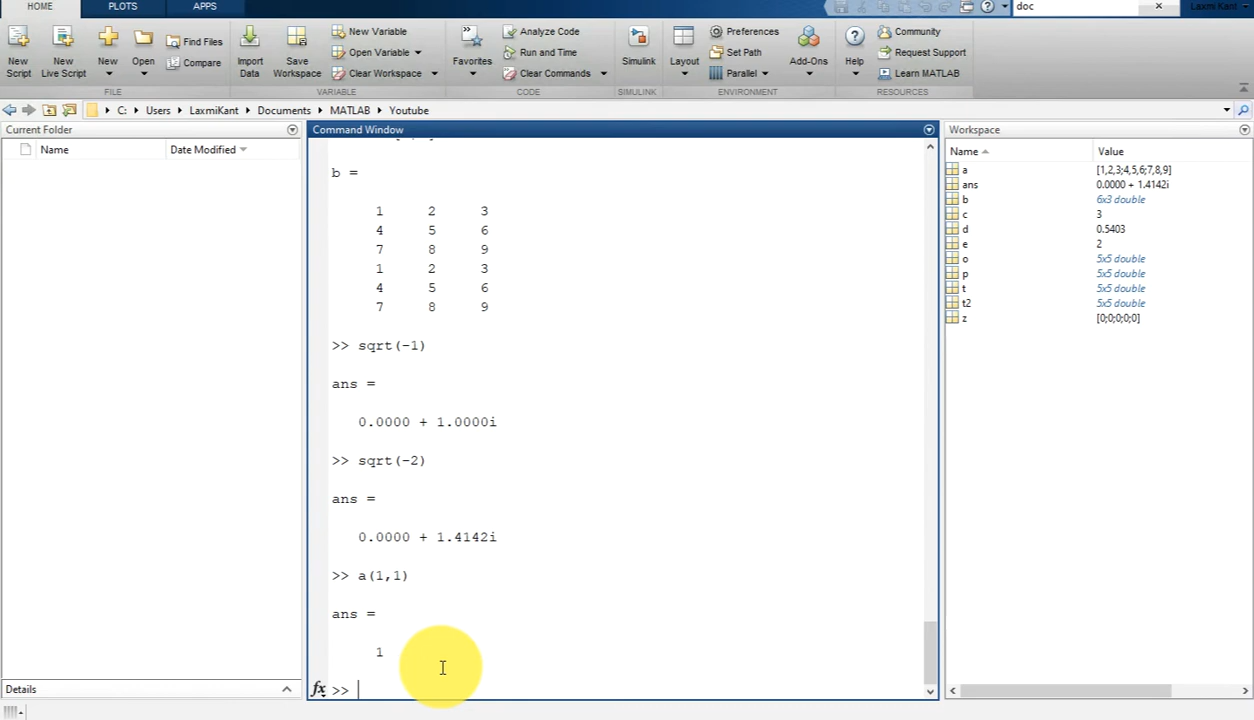 HOME PLOTS APPS doc Laxmi Kant
New Script
New Live Script
New
Open
Find Files
Compare
Import Data
Save Workspace
New Variable
Open Variable
Clear Workspace
Favorites
Analyze Code
Run and Time
Clear Commands
Simulink
Layout
Preferences
Set Path
Parallel
Add-Ons
Help
Community
Request Support
Learn MATLAB
FILE VARIABLE CODE SIMULINK ENVIRONMENT RESOURCES
C: Users LaxmiKant Documents MATLAB Youtube
Current Folder
Name Date Modified
Details
Command Window
b =
1 2 3
4 5 6
7 8 9
1 2 3
4 5 6
7 8 9
>> sqrt(-1)
ans =
0.0000 + 1.0000i
>> sqrt(-2)
ans =
0.0000 + 1.4142i
>> a(1,1)
ans =
1
fx >>
Workspace
Name Value
a [1,2,3;4,5,6;7,8,9]
ans 0.0000 + 1.4142i
b 6x3 double
c 3
d 0.5403
e 2
o 5x5 double
p 5x5 double
t 5x5 double
t2 5x5 double
z [0;0;0;0;0]